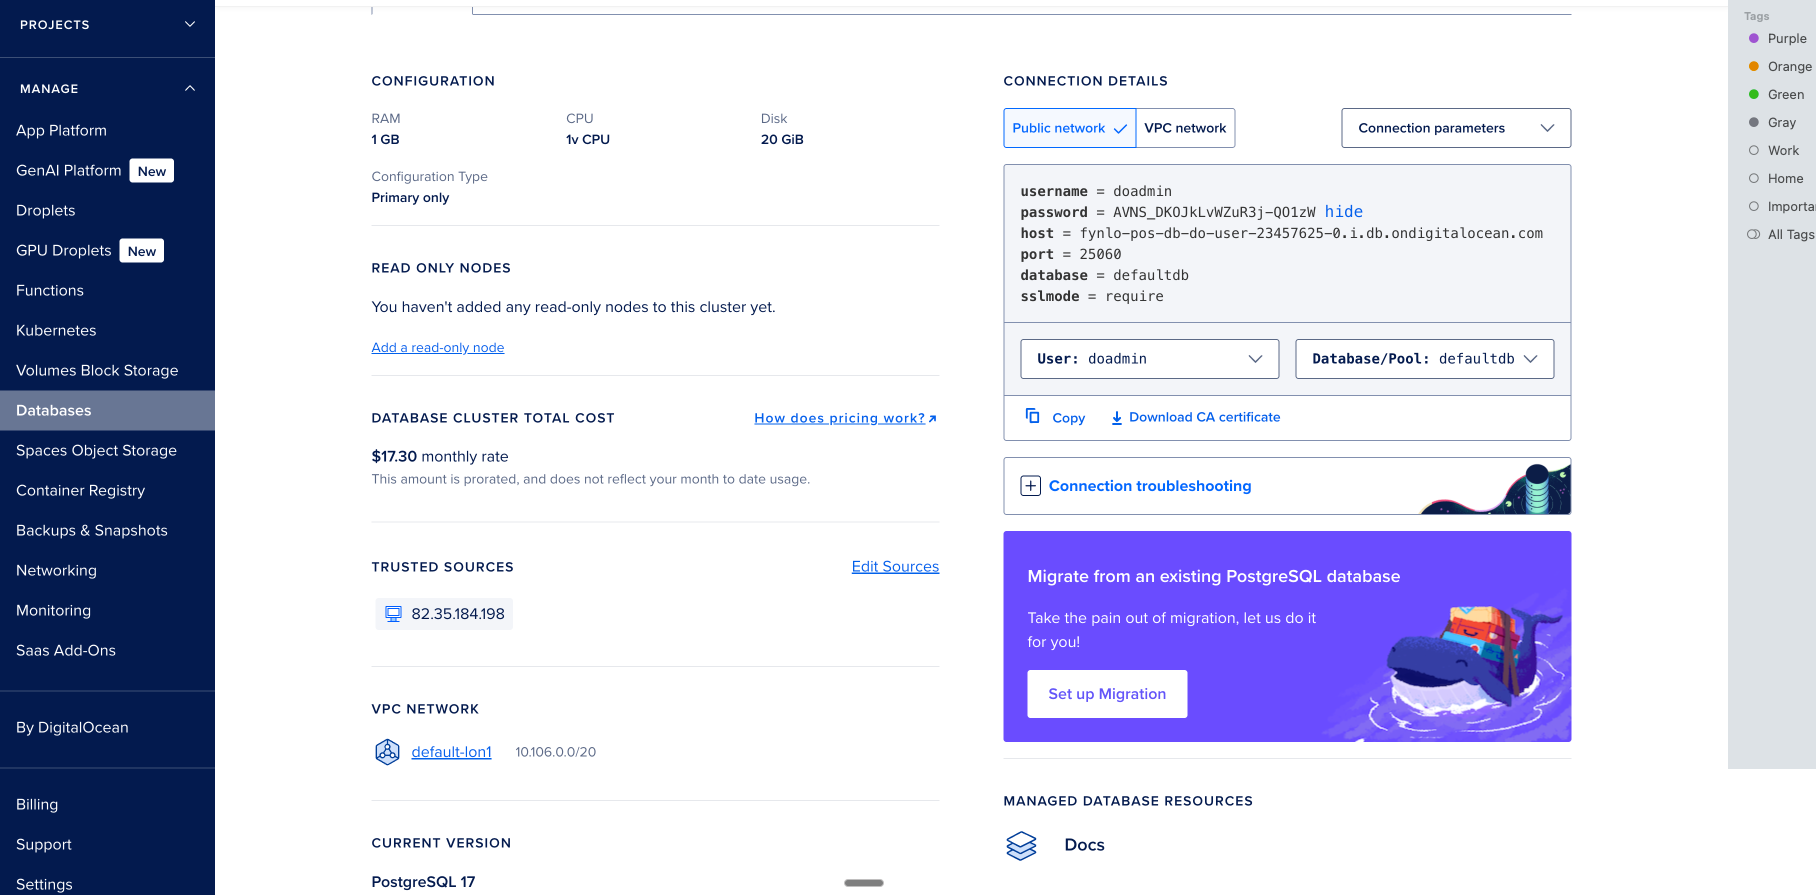 PROJECTS
MANAGE
App Platform
GenAI Platform New
Droplets
GPU Droplets New
Functions
Kubernetes
Volumes Block Storage
Databases
Spaces Object Storage
Container Registry
Backups & Snapshots
Networking
Monitoring
Saas Add-Ons
By DigitalOcean
Billing
Support
Settings
CONFIGURATION
RAM CPU Disk
1 GB 1v CPU 20 GiB
Configuration Type
Primary only
READ ONLY NODES
You haven't added any read-only nodes to this cluster yet.
Add a read-only node
DATABASE CLUSTER TOTAL COST How does pricing work?
$17.30 monthly rate
This amount is prorated, and does not reflect your month to date usage.
TRUSTED SOURCES Edit Sources
82.35.184.198
VPC NETWORK
default-lon1 10.106.0.0/20
CURRENT VERSION
PostgreSQL 17
CONNECTION DETAILS
Public network VPC network Connection parameters
username = doadmin
password = AVNS_DKOJkLvWZuR3j-QO1zW hide
host = fynlo-pos-db-do-user-23457625-0.i.db.ondigitalocean.com
port = 25060
database = defaultdb
sslmode = require
User: doadmin Database/Pool: defaultdb
Copy Download CA certificate
Connection troubleshooting
Migrate from an existing PostgreSQL database
Take the pain out of migration, let us do it
for you!
Set up Migration
MANAGED DATABASE RESOURCES
Docs
Tags
Purple
Orange
Green
Gray
Work
Home
Importa
All Tags